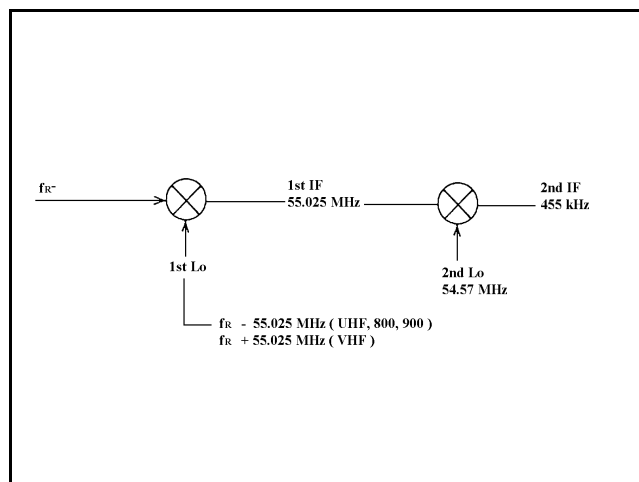 fR-
1st IF
55.025 MHz
2nd IF
455 kHz
1st Lo
2nd Lo
54.57 MHz
fR - 55.025 MHz ( UHF, 800, 900 )
fR + 55.025 MHz ( VHF )